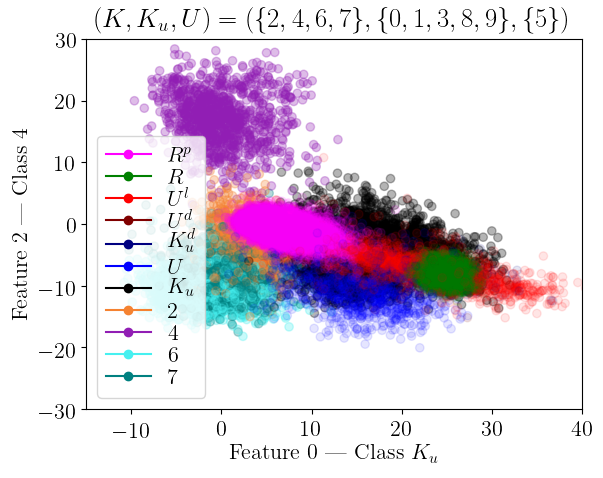 (K, K_u, U) = ({2, 4, 6, 7}, {0, 1, 3, 8, 9}, {5})
30
20
10
0
−10
−20
−30
Feature 2 — Class 4
R^p
R
U^l
U^d
K_u^d
U
K_u
2
4
6
7
−10
0
10
20
30
40
Feature 0 — Class K_u